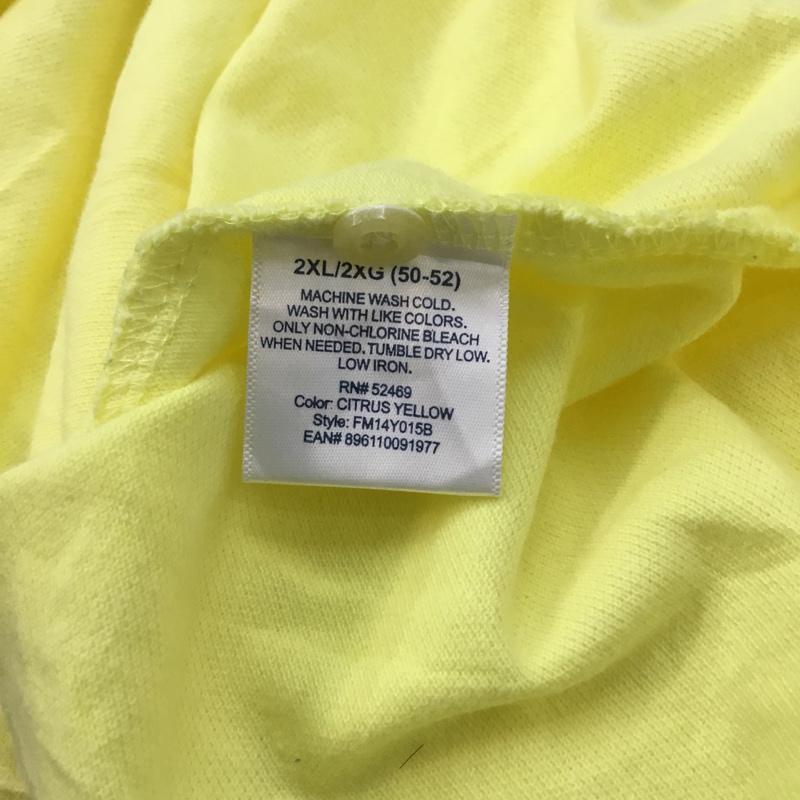 2XL/2XG (50-52)
MACHINE WASH COLD.
WASH WITH LIKE COLORS.
ONLY NON-CHLORINE BLEACH
WHEN NEEDED. TUMBLE DRY LOW.
LOW IRON.
RN# 52469
Color: CITRUS YELLOW
Style: FM14Y015B
EAN# 896110091977